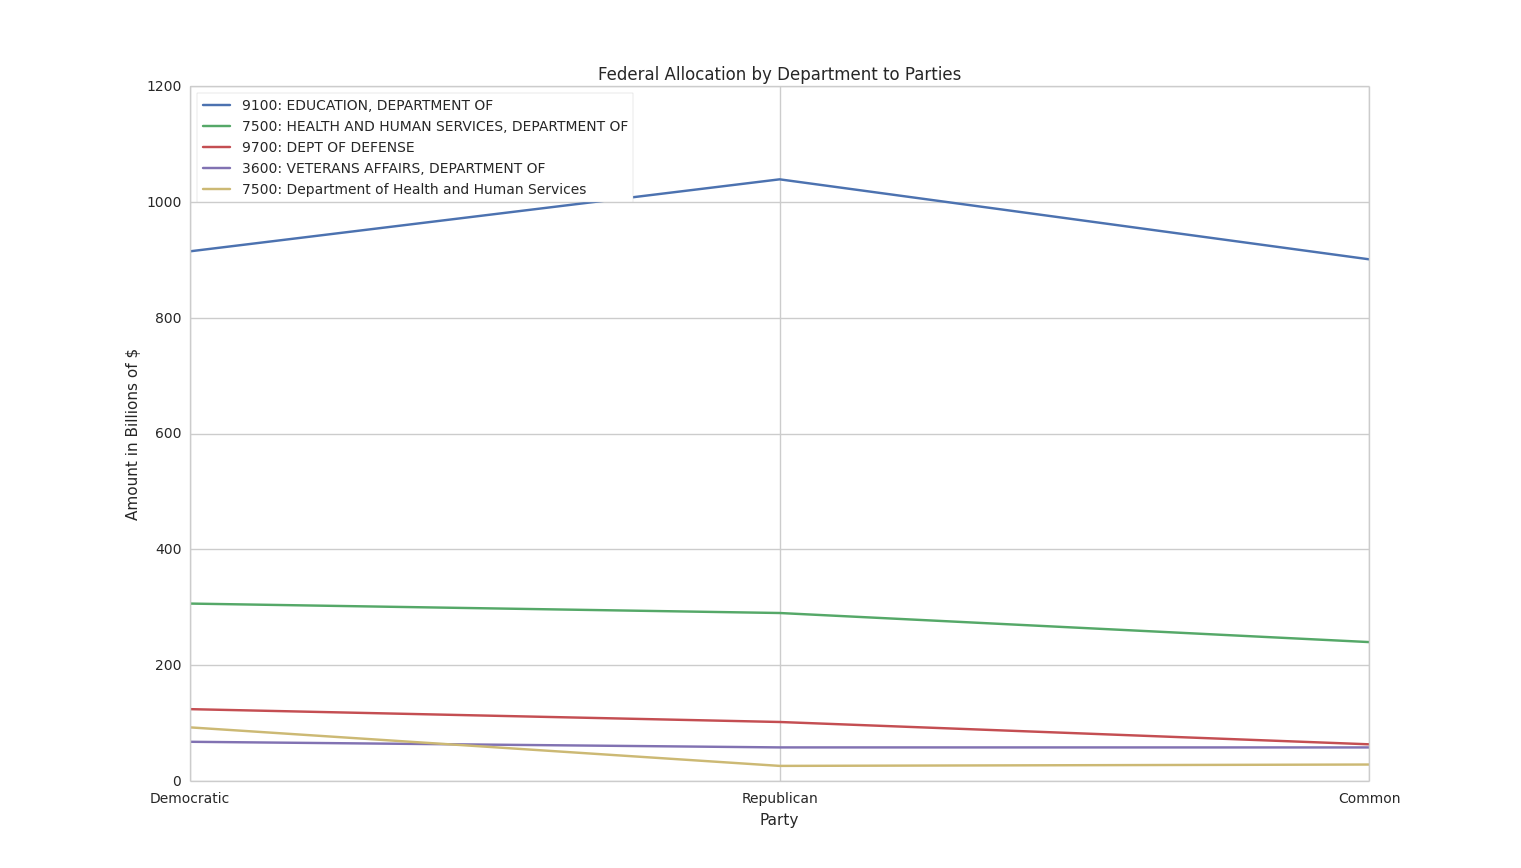 Federal Allocation by Department to Parties
1200
1000
800
600
400
200
0
Amount in Billions of $
9100: EDUCATION, DEPARTMENT OF
7500: HEALTH AND HUMAN SERVICES, DEPARTMENT OF
9700: DEPT OF DEFENSE
3600: VETERANS AFFAIRS, DEPARTMENT OF
7500: Department of Health and Human Services
Democratic
Republican
Common
Party